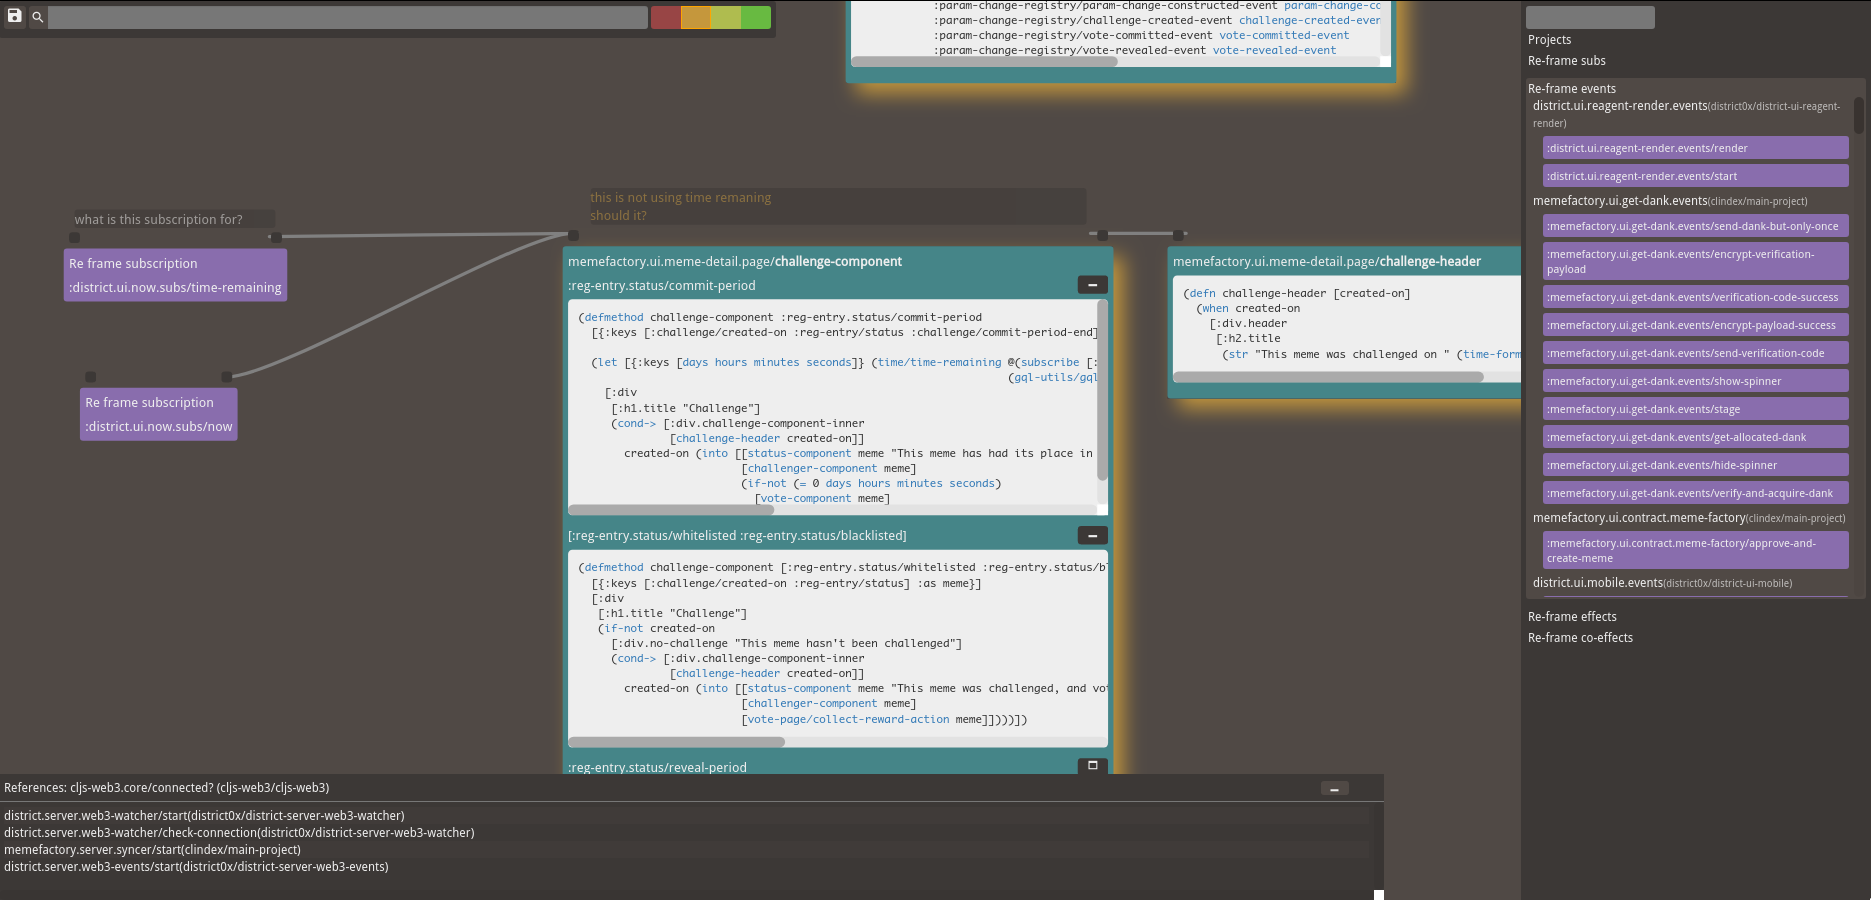 :param-change-registry/param-change-constructed-event param-change-co
:param-change-registry/challenge-created-event challenge-created-ever
:param-change-registry/vote-committed-event vote-committed-event
:param-change-registry/vote-revealed-event vote-revealed-event
what is this subscription for?
Re frame subscription
:district.ui.now.subs/time-remaining
Re frame subscription
:district.ui.now.subs/now
this is not using time remaning
should it?
memefactory.ui.meme-detail.page/challenge-component
:reg-entry.status/commit-period
(defmethod challenge-component :reg-entry.status/commit-period
[{:keys [:challenge/created-on :reg-entry/status :challenge/commit-period-end]
(let [{:keys [days hours minutes seconds]} (time/time-remaining @(subscribe [:
(gql-utils/gql
[:div
[:h1.title "Challenge"]
(cond-> [:div.challenge-component-inner
[challenge-header created-on]]
created-on (into [[status-component meme "This meme has had its place in
[challenger-component meme]
(if-not (= 0 days hours minutes seconds)
[vote-component meme]
[:reg-entry.status/whitelisted :reg-entry.status/blacklisted]
(defmethod challenge-component [:reg-entry.status/whitelisted :reg-entry.status/bl
[{:keys [:challenge/created-on :reg-entry/status] :as meme}]
[:div
[:h1.title "Challenge"]
(if-not created-on
[:div.no-challenge "This meme hasn't been challenged"]
(cond-> [:div.challenge-component-inner
[challenge-header created-on]]
created-on (into [[status-component meme "This meme was challenged, and vot
[challenger-component meme]
[vote-page/collect-reward-action meme]]))))])
:reg-entry.status/reveal-period
memefactory.ui.meme-detail.page/challenge-header
(defn challenge-header [created-on]
(when created-on
[:div.header
[:h2.title
(str "This meme was challenged on " (time-form
Projects
Re-frame subs
Re-frame events
district.ui.reagent-render.events(district0x/district-ui-reagent-
render)
:district.ui.reagent-render.events/render
:district.ui.reagent-render.events/start
memefactory.ui.get-dank.events(clindex/main-project)
:memefactory.ui.get-dank.events/send-dank-but-only-once
:memefactory.ui.get-dank.events/encrypt-verification-
payload
:memefactory.ui.get-dank.events/verification-code-success
:memefactory.ui.get-dank.events/encrypt-payload-success
:memefactory.ui.get-dank.events/send-verification-code
:memefactory.ui.get-dank.events/show-spinner
:memefactory.ui.get-dank.events/stage
:memefactory.ui.get-dank.events/get-allocated-dank
:memefactory.ui.get-dank.events/hide-spinner
:memefactory.ui.get-dank.events/verify-and-acquire-dank
memefactory.ui.contract.meme-factory(clindex/main-project)
:memefactory.ui.contract.meme-factory/approve-and-
create-meme
district.ui.mobile.events(district0x/district-ui-mobile)
Re-frame effects
Re-frame co-effects
References: cljs-web3.core/connected? (cljs-web3/cljs-web3)
district.server.web3-watcher/start(district0x/district-server-web3-watcher)
district.server.web3-watcher/check-connection(district0x/district-server-web3-watcher)
memefactory.server.syncer/start(clindex/main-project)
district.server.web3-events/start(district0x/district-server-web3-events)